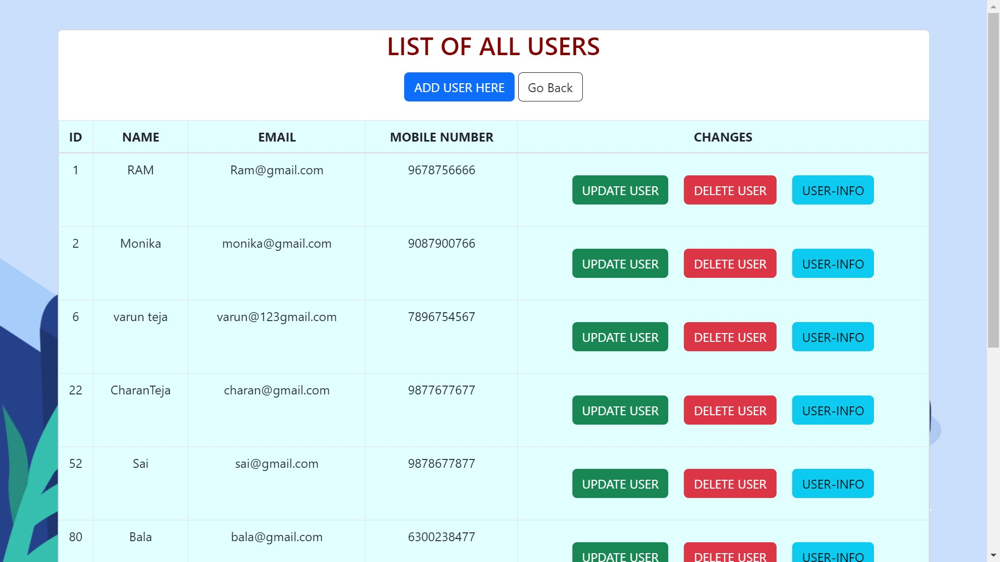 LIST OF ALL USERS
ADD USER HERE Go Back
ID NAME EMAIL MOBILE NUMBER CHANGES
1 RAM Ram@gmail.com 9678756666 UPDATE USER DELETE USER USER-INFO
2 Monika monika@gmail.com 9087900766 UPDATE USER DELETE USER USER-INFO
6 varun teja varun@123gmail.com 7896754567 UPDATE USER DELETE USER USER-INFO
22 CharanTeja charan@gmail.com 9877677677 UPDATE USER DELETE USER USER-INFO
52 Sai sai@gmail.com 9878677877 UPDATE USER DELETE USER USER-INFO
80 Bala bala@gmail.com 6300238477 UPDATE USER DELETE USER USER-INFO